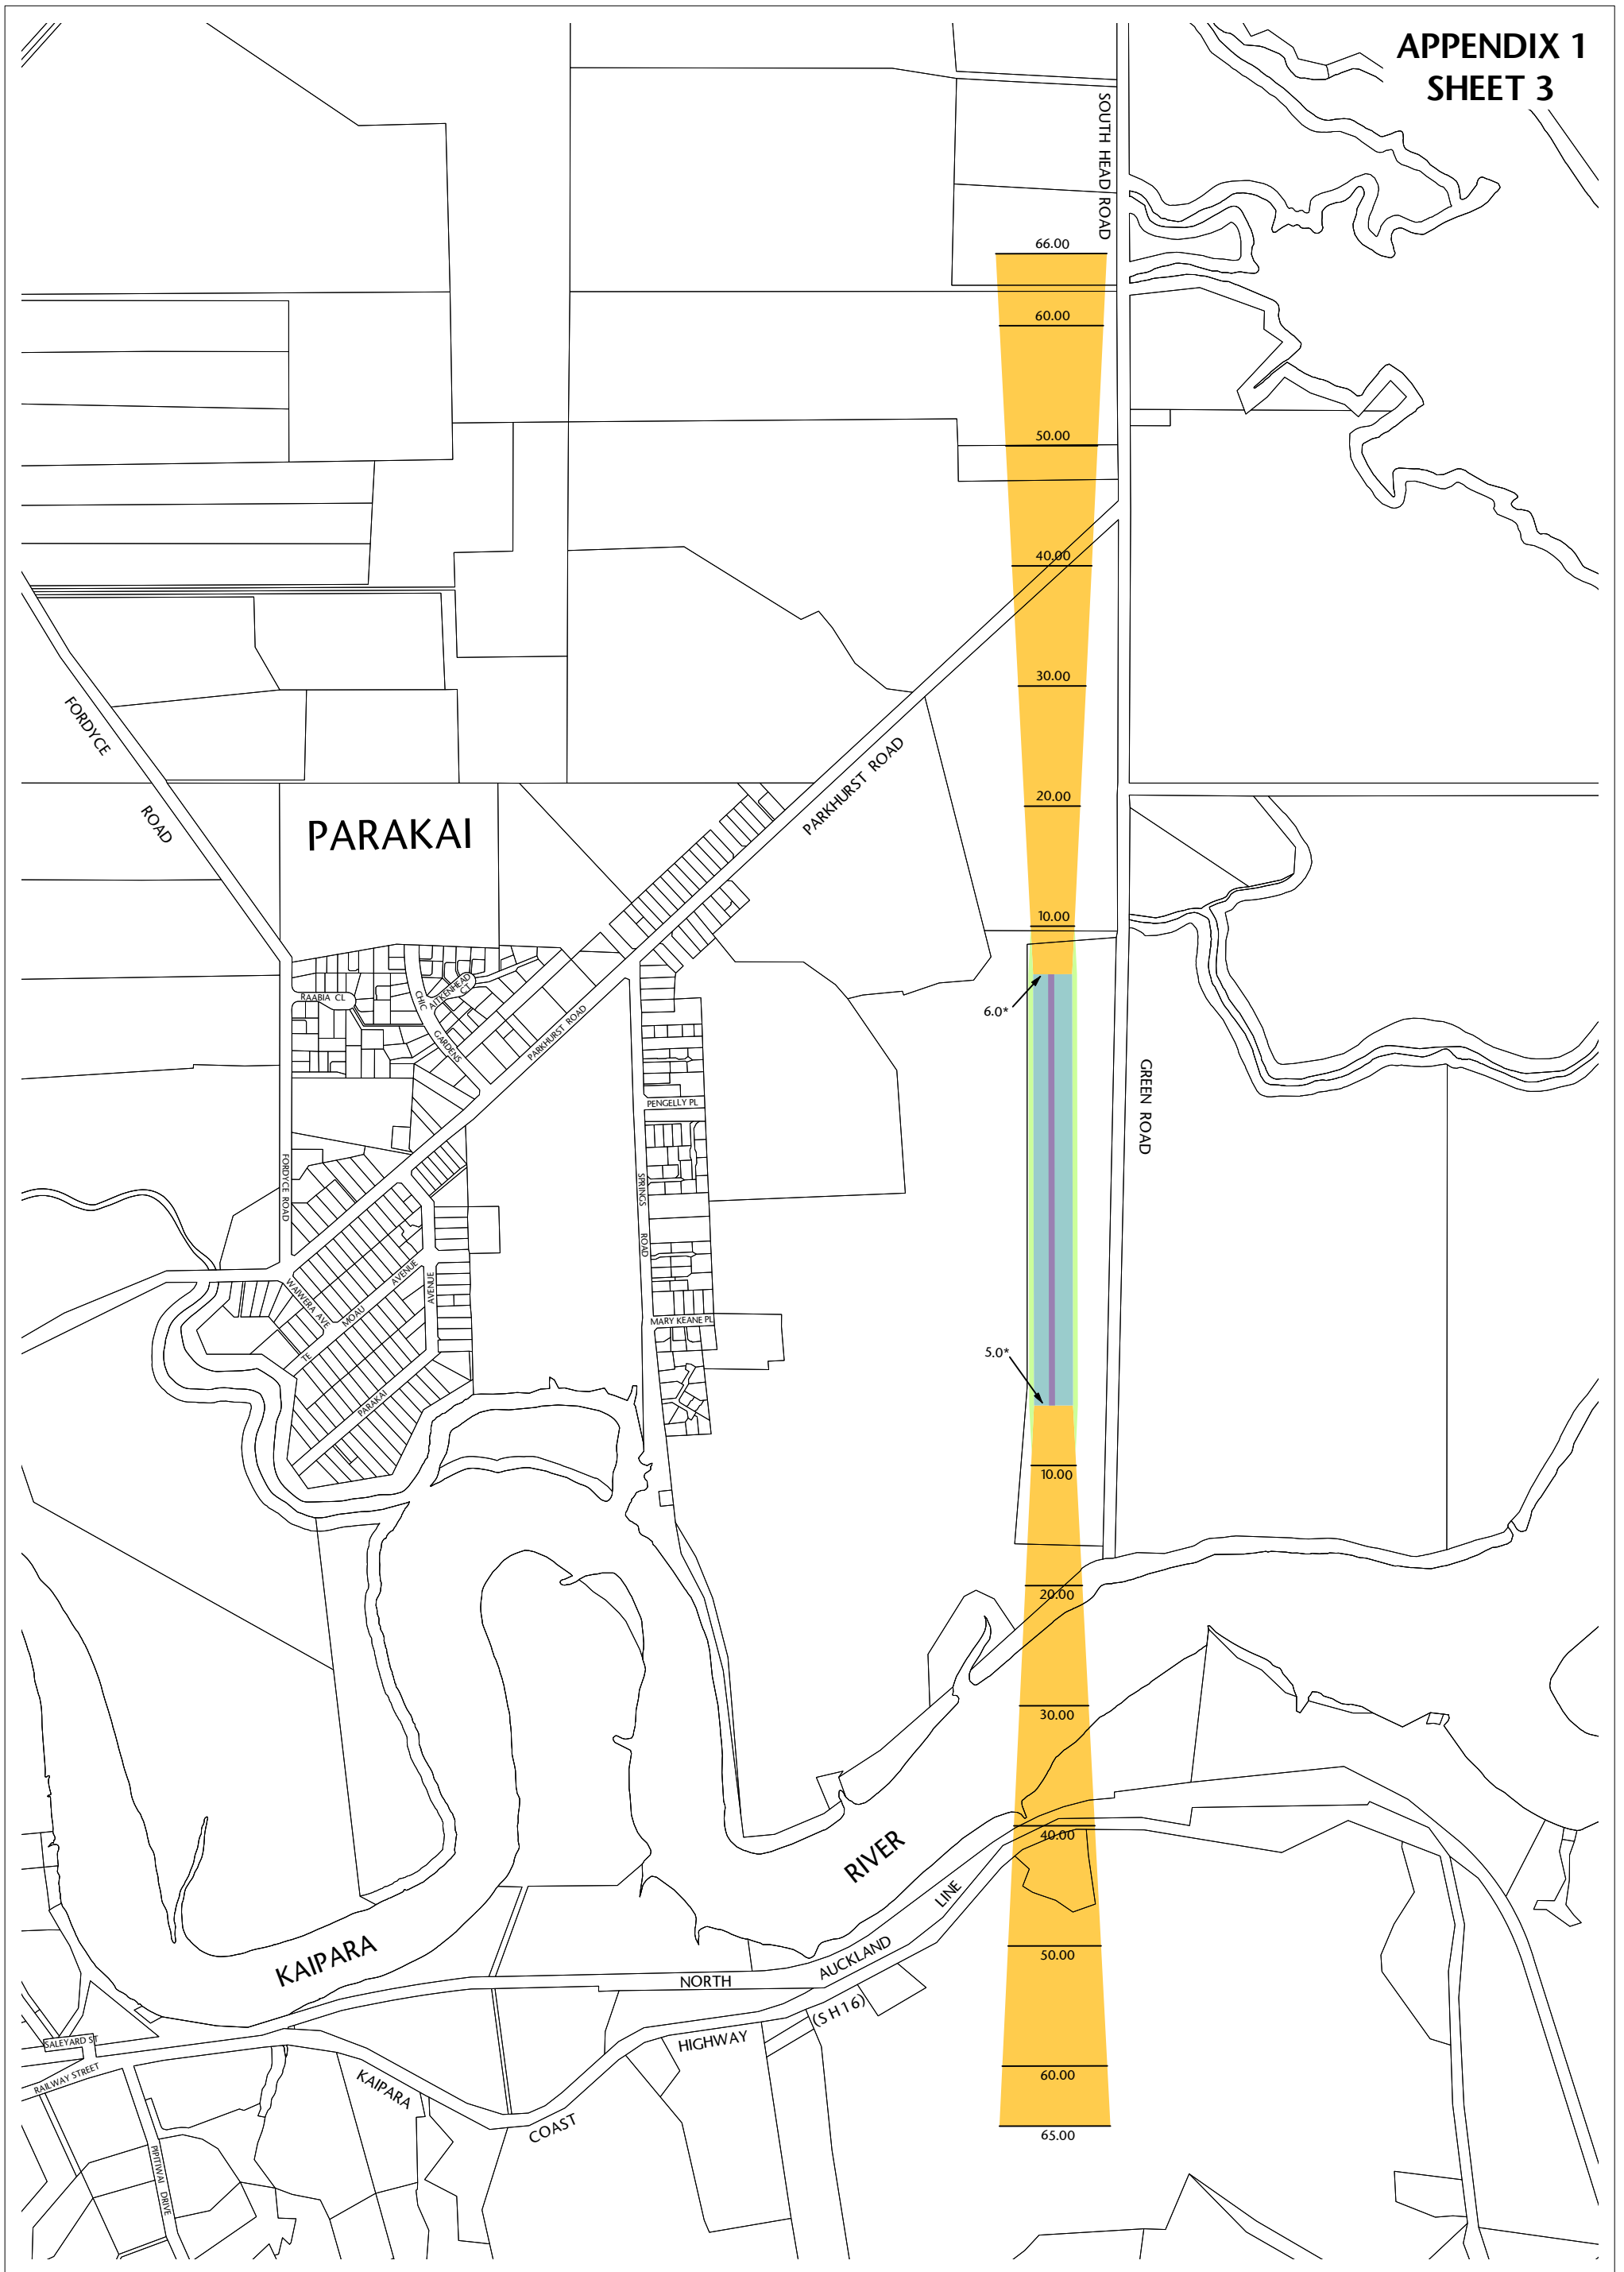 APPENDIX 1
SHEET 3
SOUTH HEAD ROAD
66.00
60.00
50.00
40.00
30.00
20.00
10.00
6.0*
5.0*
10.00
20.00
30.00
40.00
50.00
60.00
65.00
FORDYCE
ROAD
PARAKAI
PARKHURST ROAD
RAABIA CL
CHIC
GARDENS
AITKENHEAD
CT
PARKHURST ROAD
PENGELLY PL
GREEN ROAD
FORDYCE ROAD
SPRINGS
ROAD
WAIWERA AVE
TE
MOAU
AVENUE
PARAKAI
AVENUE
MARY KEANE PL
KAIPARA
RIVER
NORTH
AUCKLAND
LINE
KAIPARA
COAST
HIGHWAY
(S H 16)
SALEYARD ST
RAILWAY STREET
PIPITIWAI DRIVE